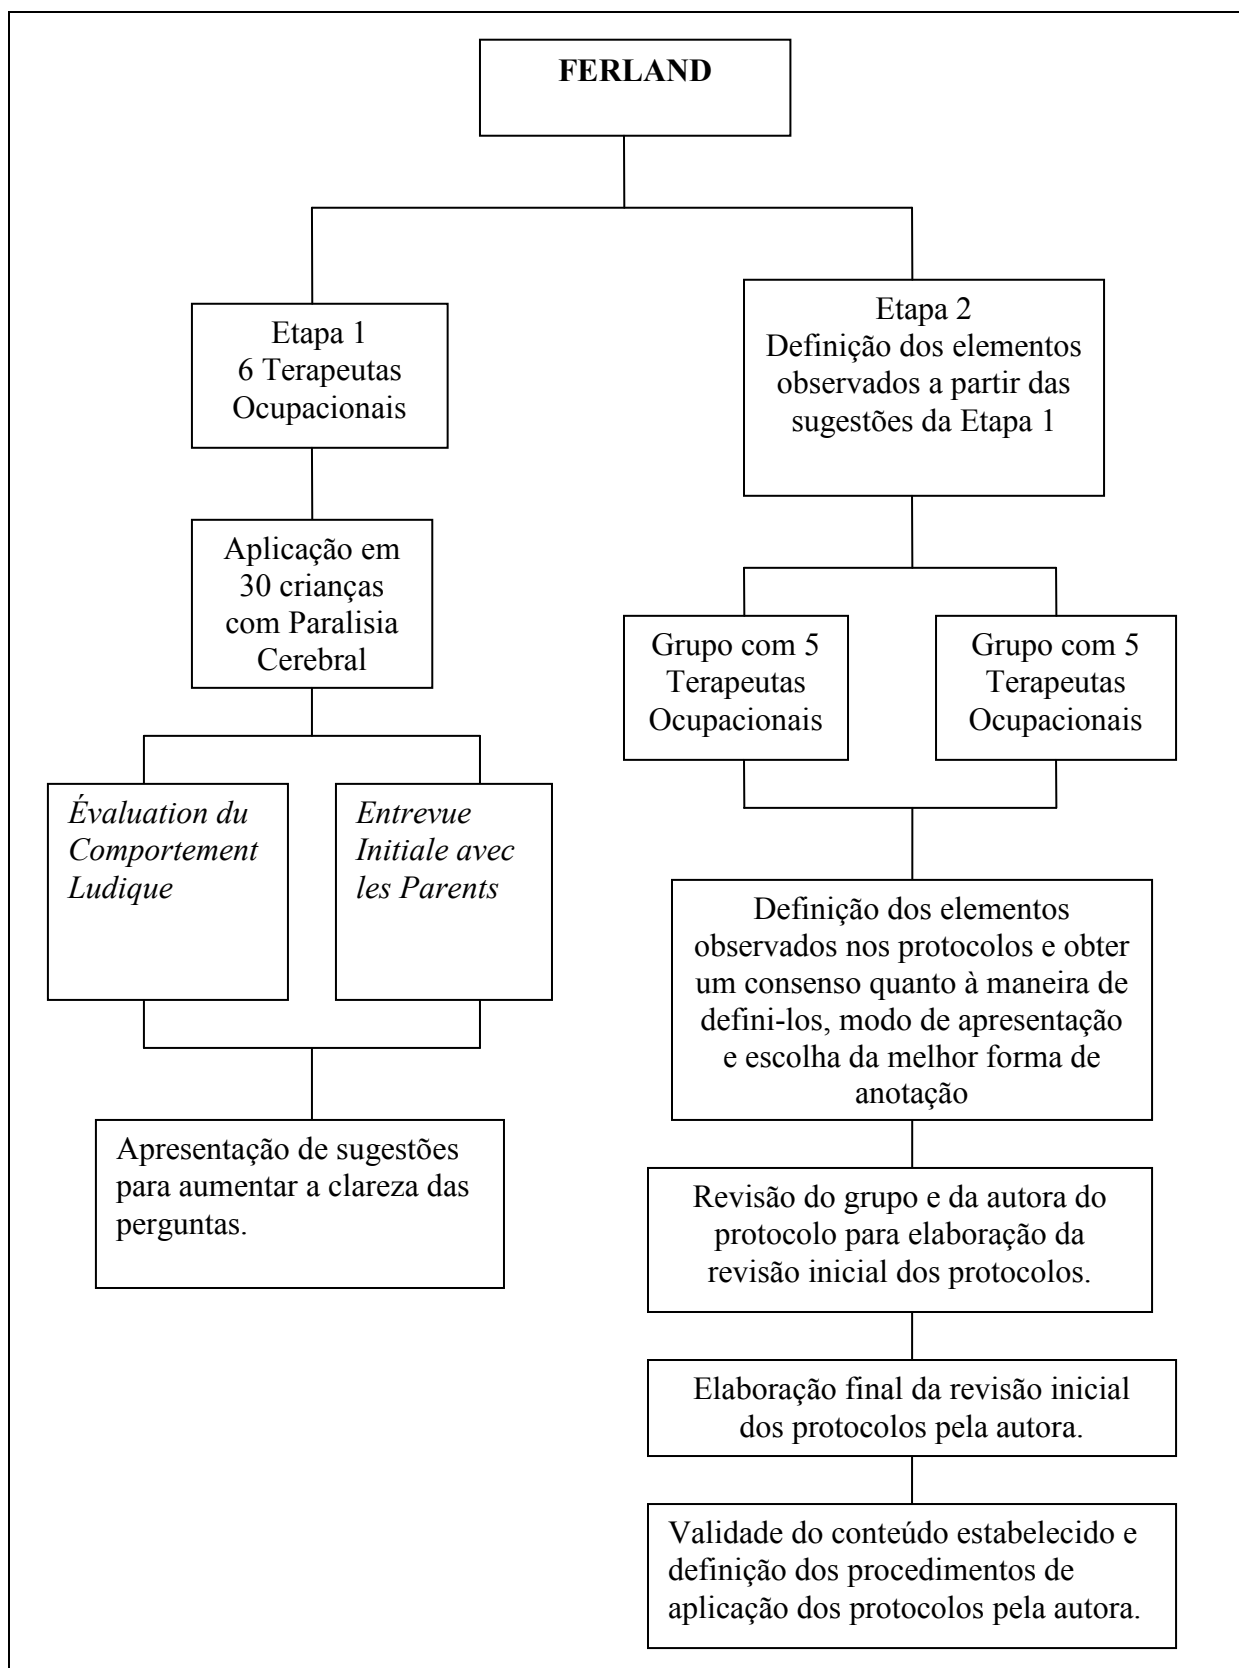 FERLAND
Etapa 1
6 Terapeutas
Ocupacionais
Aplicação em
30 crianças
com Paralisia
Cerebral
Évaluation du
Comportement
Ludique
Entrevue
Initiale avec
les Parents
Apresentação de sugestões
para aumentar a clareza das
perguntas.
Etapa 2
Definição dos elementos
observados a partir das
sugestões da Etapa 1
Grupo com 5
Terapeutas
Ocupacionais
Grupo com 5
Terapeutas
Ocupacionais
Definição dos elementos
observados nos protocolos e obter
um consenso quanto à maneira de
defini-los, modo de apresentação
e escolha da melhor forma de
anotação
Revisão do grupo e da autora do
protocolo para elaboração da
revisão inicial dos protocolos.
Elaboração final da revisão inicial
dos protocolos pela autora.
Validade do conteúdo estabelecido e
definição dos procedimentos de
aplicação dos protocolos pela autora.